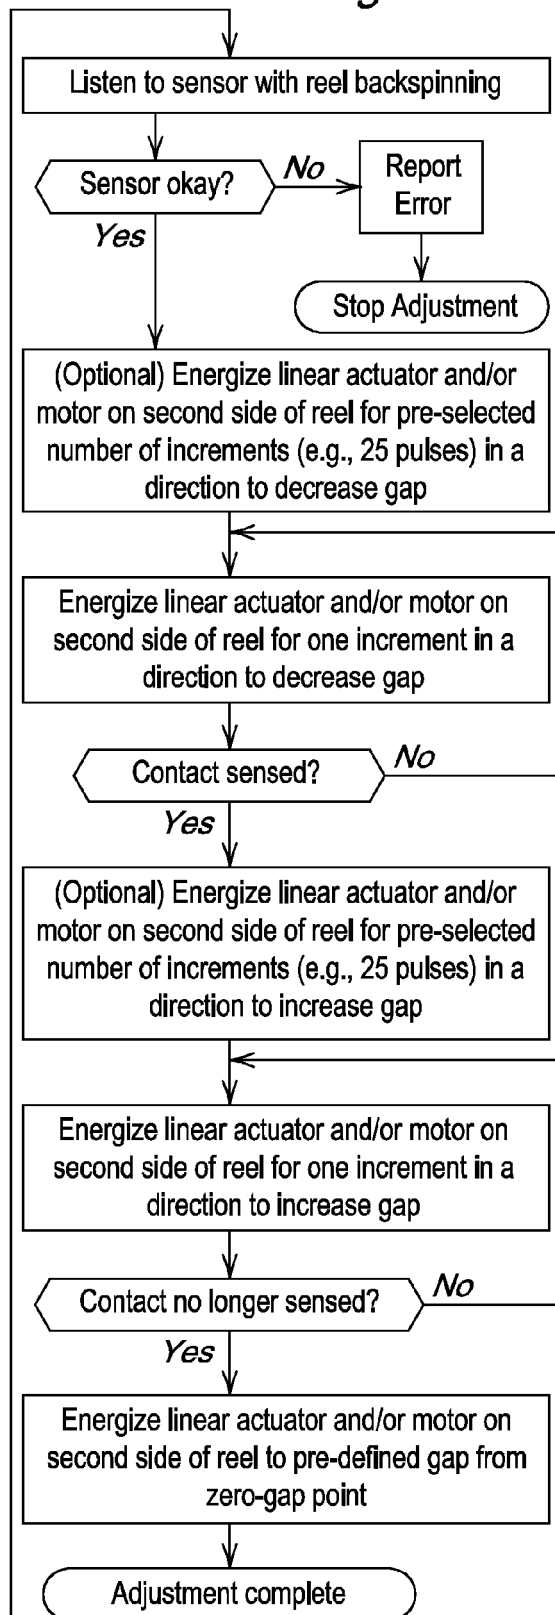 Listen to sensor with reel backspinning
Sensor okay?
No
Report
Error
Yes
Stop Adjustment
(Optional) Energize linear actuator and/or
motor on second side of reel for pre-selected
number of increments (e.g., 25 pulses) in a
direction to decrease gap
Energize linear actuator and/or motor on
second side of reel for one increment in a
direction to decrease gap
Contact sensed?
No
Yes
(Optional) Energize linear actuator and/or
motor on second side of reel for pre-selected
number of increments (e.g., 25 pulses) in a
direction to increase gap
Energize linear actuator and/or motor on
second side of reel for one increment in a
direction to increase gap
Contact no longer sensed?
No
Yes
Energize linear actuator and/or motor on
second side of reel to pre-defined gap from
zero-gap point
Adjustment complete